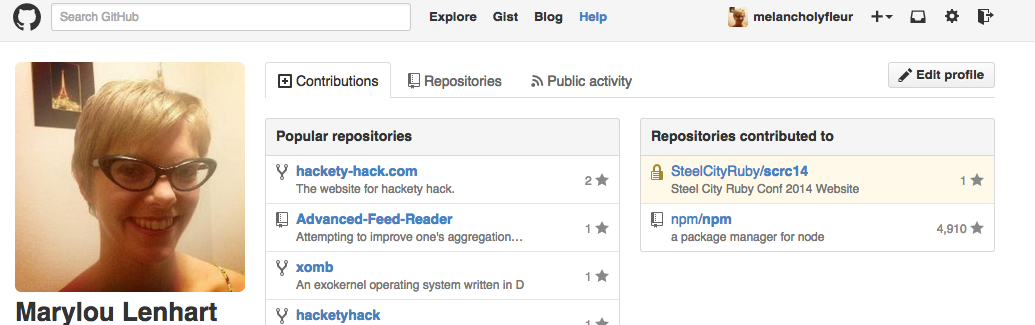 Search GitHub
Explore Gist Blog Help
melancholyfleur
Contributions
Repositories
Public activity
Edit profile
Marylou Lenhart
Popular repositories
hackety-hack.com
The website for hackety hack.
2
Advanced-Feed-Reader
Attempting to improve one's aggregation…
1
xomb
An exokernel operating system written in D
1
hacketyhack
1
Repositories contributed to
SteelCityRuby/scrc14
Steel City Ruby Conf 2014 Website
1
npm/npm
a package manager for node
4,910